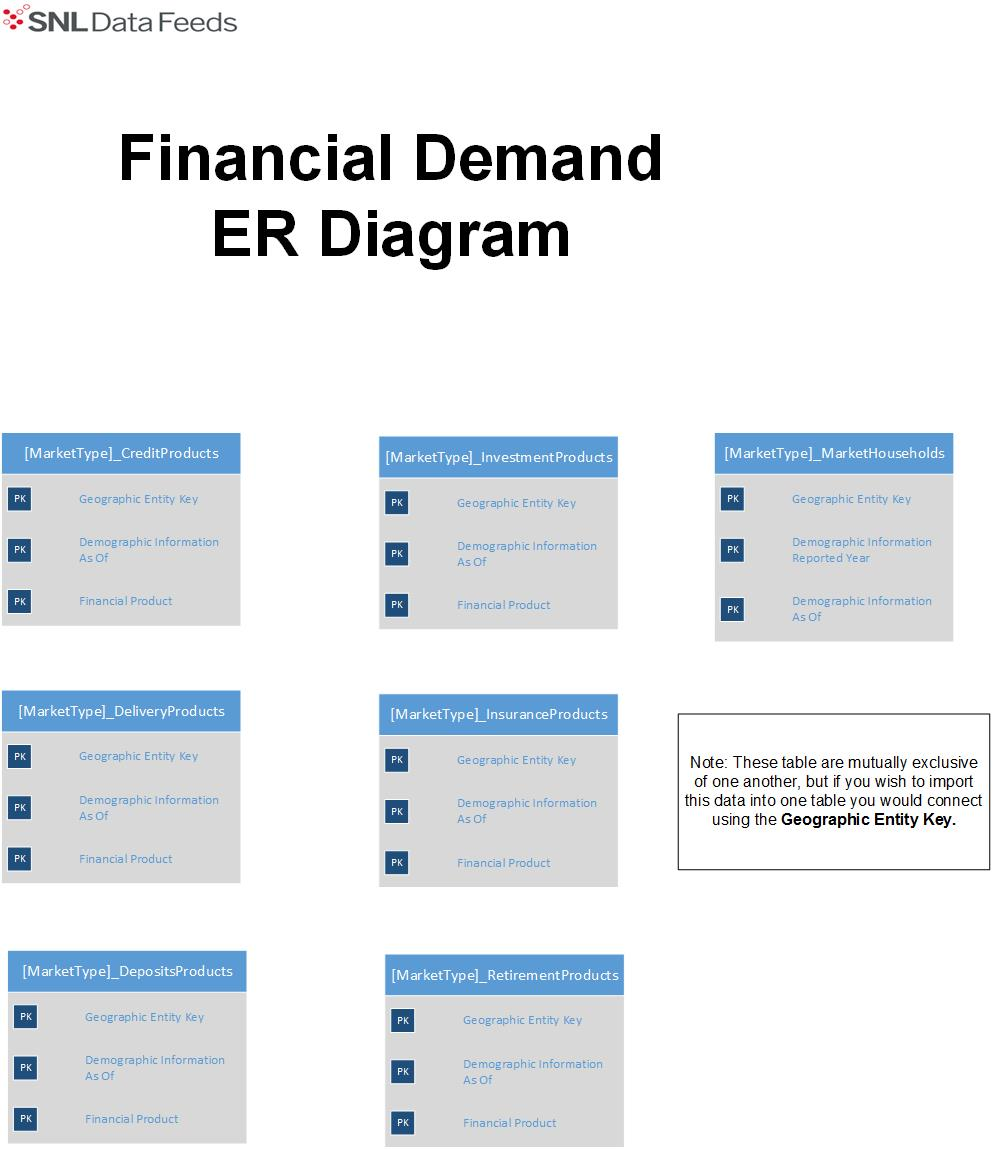 SNL Data Feeds
Financial Demand
ER Diagram
[MarketType]_CreditProducts
PK Geographic Entity Key
PK Demographic Information
As Of
PK Financial Product
[MarketType]_InvestmentProducts
PK Geographic Entity Key
PK Demographic Information
As Of
PK Financial Product
[MarketType]_MarketHouseholds
PK Geographic Entity Key
PK Demographic Information
Reported Year
PK Demographic Information
As Of
[MarketType]_DeliveryProducts
PK Geographic Entity Key
PK Demographic Information
As Of
PK Financial Product
[MarketType]_InsuranceProducts
PK Geographic Entity Key
PK Demographic Information
As Of
PK Financial Product
Note: These table are mutually exclusive
of one another, but if you wish to import
this data into one table you would connect
using the Geographic Entity Key.
[MarketType]_DepositsProducts
PK Geographic Entity Key
PK Demographic Information
As Of
PK Financial Product
[MarketType]_RetirementProducts
PK Geographic Entity Key
PK Demographic Information
As Of
PK Financial Product